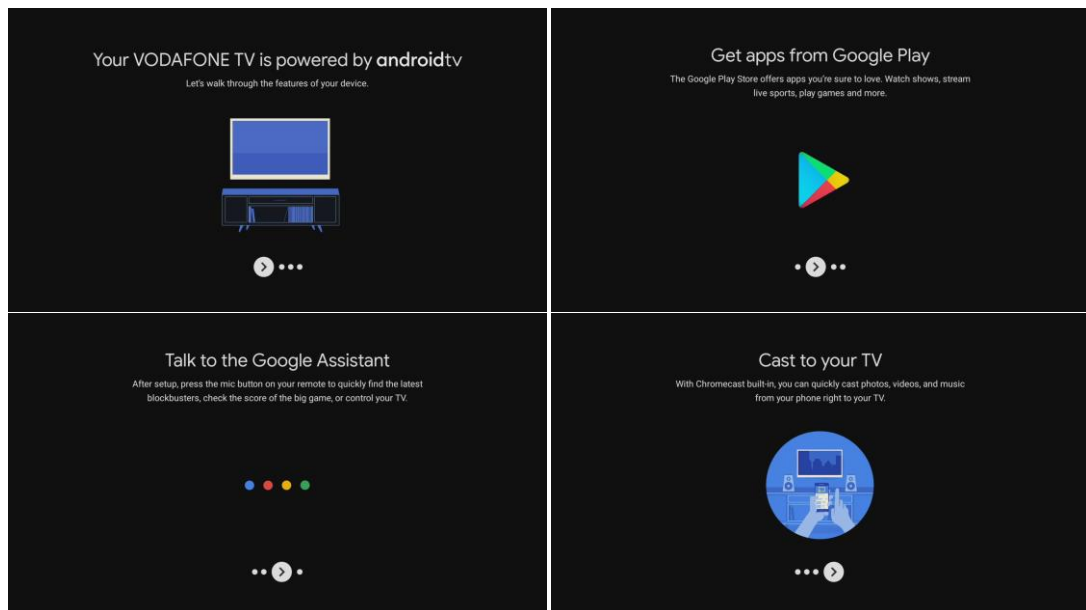 Your VODAFONE TV is powered by androidtv
Let's walk through the features of your device.
Get apps from Google Play
The Google Play Store offers apps you're sure to love. Watch shows, stream
live sports, play games and more.
Talk to the Google Assistant
After setup, press the mic button on your remote to quickly find the latest
blockbusters, check the score of the big game, or control your TV.
Cast to your TV
With Chromecast built-in, you can quickly cast photos, videos, and music
from your phone right to your TV.